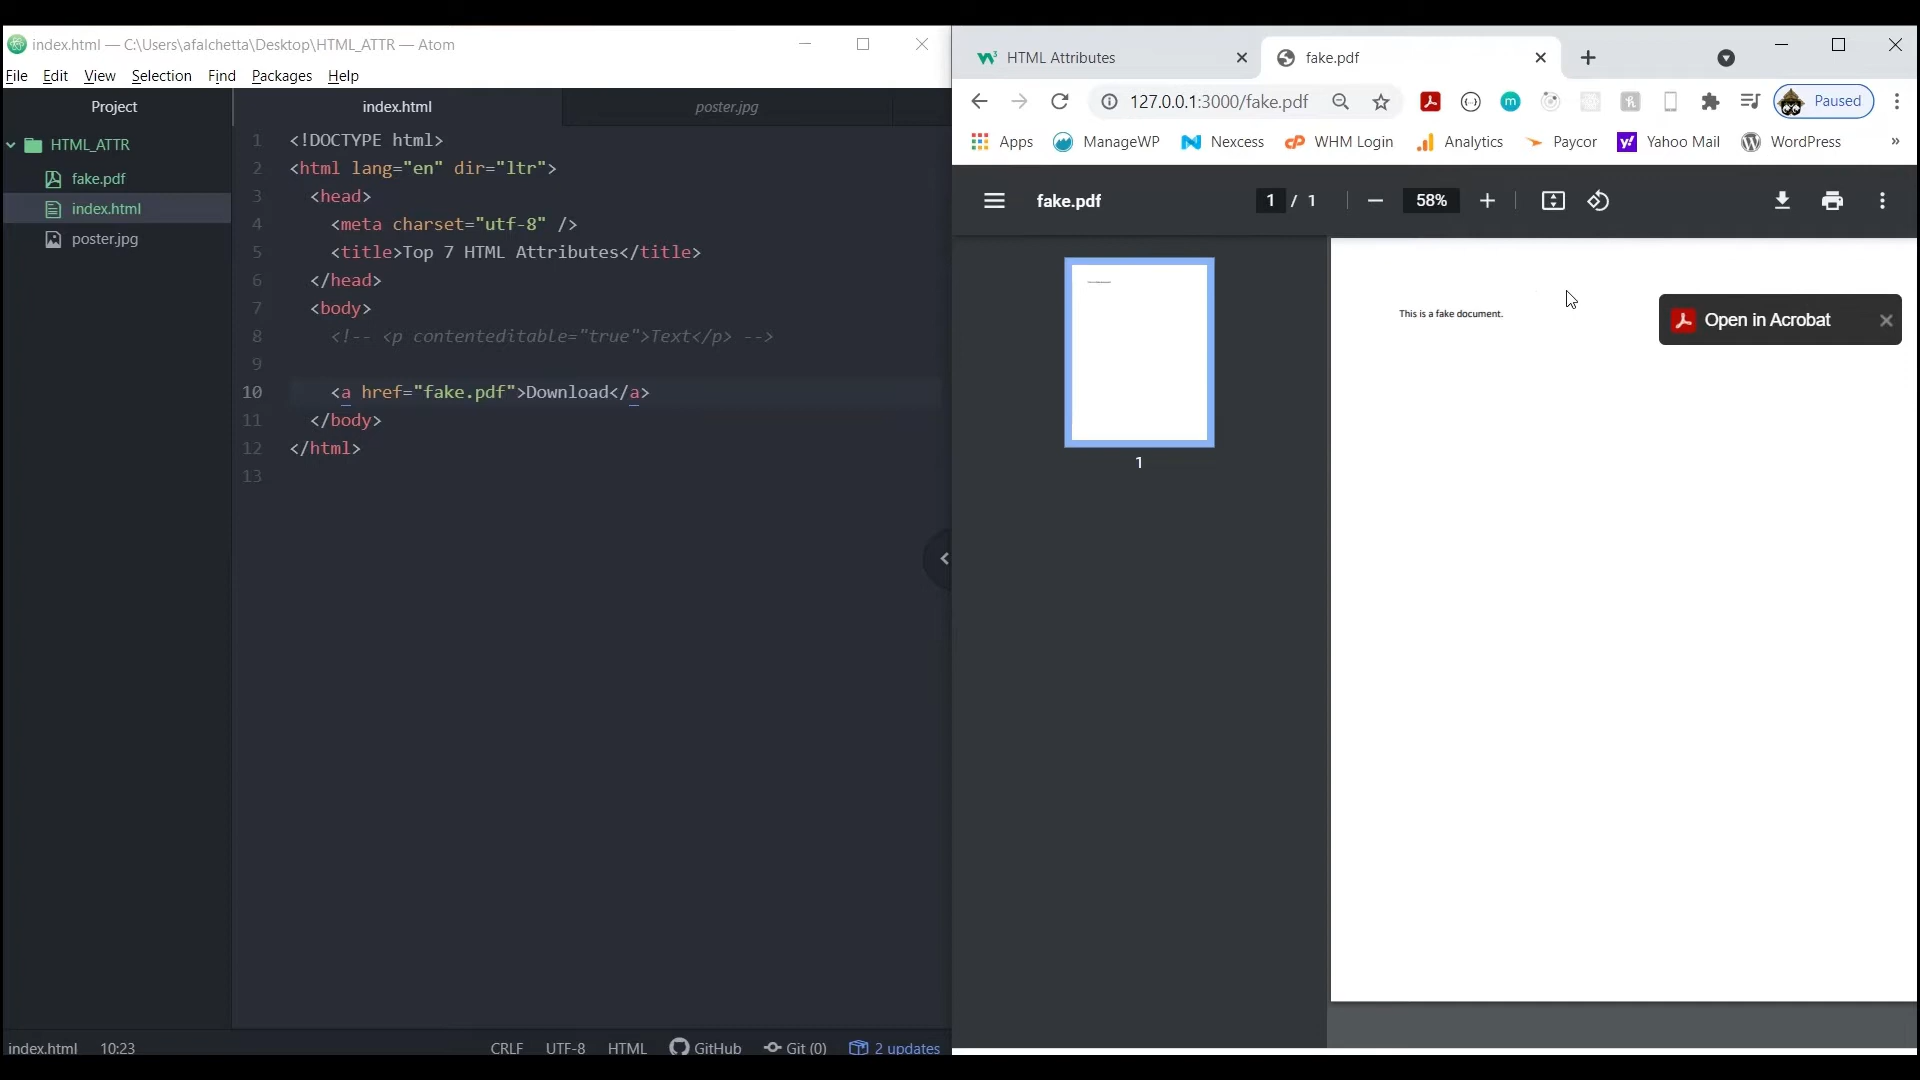 index.html — C:\Users\afalchetta\Desktop\HTML_ATTR — Atom
File Edit View Selection Find Packages Help
Project
HTML_ATTR
fake.pdf
index.html
poster.jpg
index.html poster.jpg
1 <!DOCTYPE html>
2 <html lang="en" dir="ltr">
3 <head>
4 <meta charset="utf-8" />
5 <title>Top 7 HTML Attributes</title>
6 </head>
7 <body>
8 <!-- <p contenteditable="true">Text</p> -->
9
10 <a href="fake.pdf">Download</a>
11 </body>
12 </html>
13
index.html 10:23 CRLF UTF-8 HTML GitHub Git (0) 2 updates
HTML Attributes fake.pdf
127.0.0.1:3000/fake.pdf Paused
Apps ManageWP Nexcess WHM Login Analytics Paycor Yahoo Mail WordPress »
fake.pdf 1 / 1 58%
1
This is a fake document.
Open in Acrobat